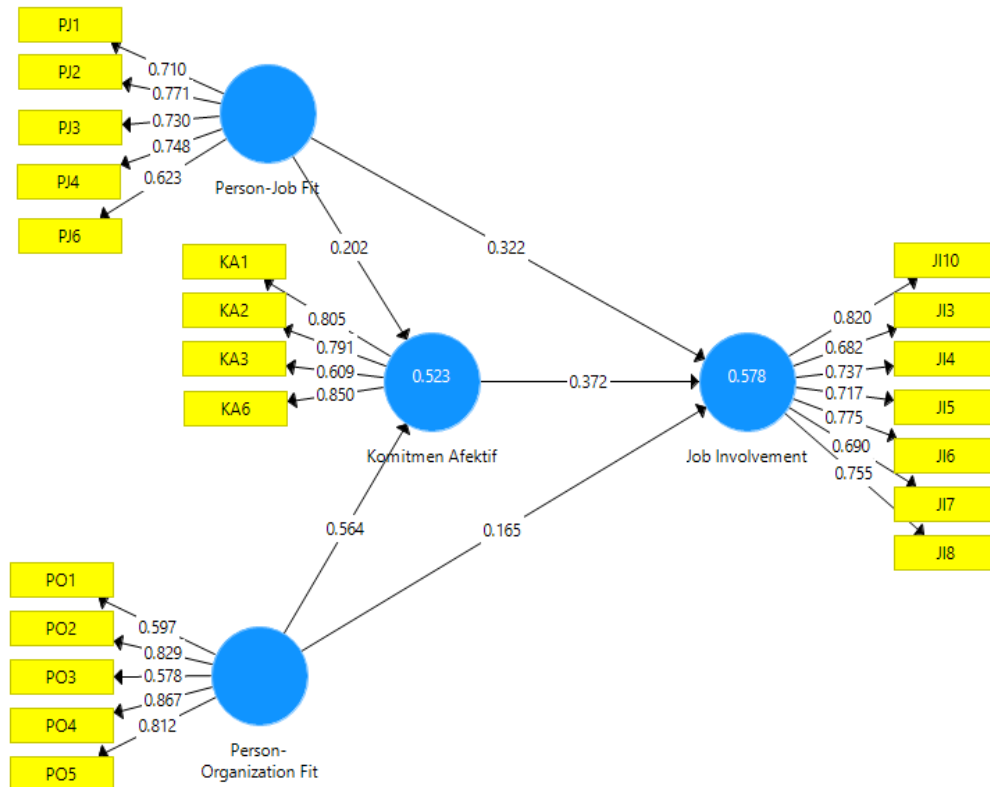 PJ1
PJ2
PJ3
PJ4
PJ6
0.710
0.771
0.730
0.748
0.623
Person-Job Fit
0.202
0.322
KA1
KA2
KA3
KA6
0.805
0.791
0.609
0.850
0.523
Komitmen Afektif
0.372
0.578
Job Involvement
JI10
JI3
JI4
JI5
JI6
JI7
JI8
0.820
0.682
0.737
0.717
0.775
0.690
0.755
0.564
0.165
PO1
PO2
PO3
PO4
PO5
0.597
0.829
0.578
0.867
0.812
Person-
Organization Fit